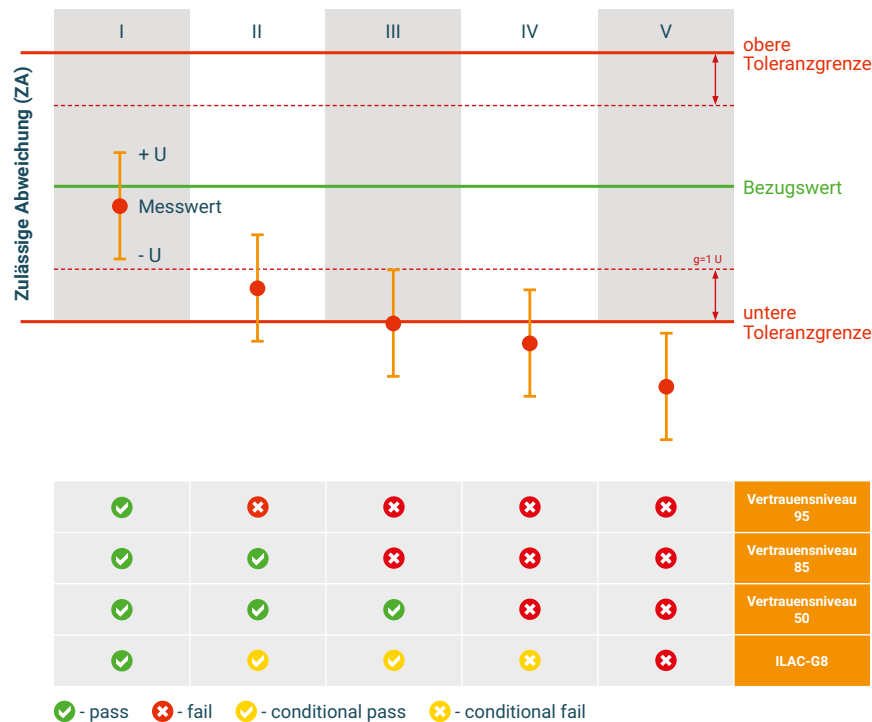 I II III IV V
obere
Toleranzgrenze
Zulässige Abweichung (ZA)
+ U
Bezugswert
Messwert
- U
g=1 U
untere
Toleranzgrenze
Vertrauensniveau
95
Vertrauensniveau
85
Vertrauensniveau
50
ILAC-G8
- pass - fail - conditional pass - conditional fail